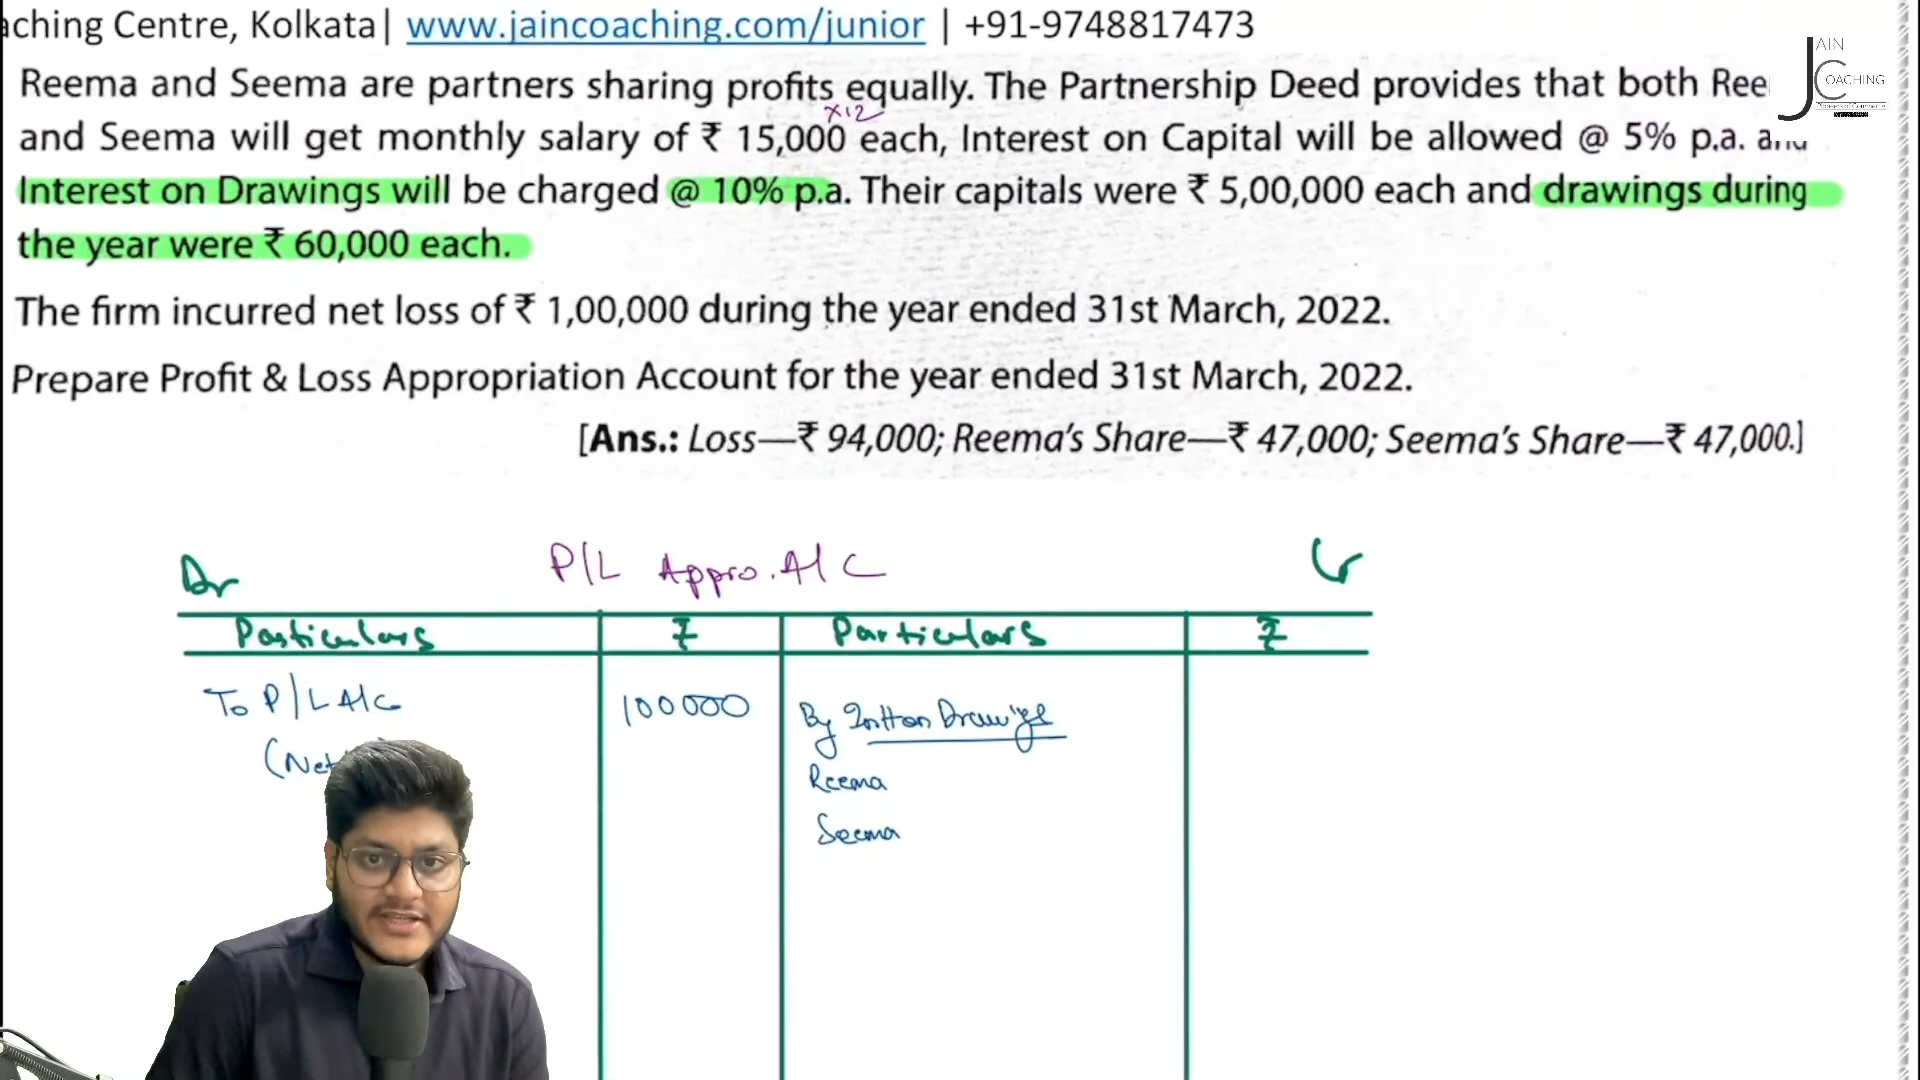 aching Centre, Kolkata| www.jaincoaching.com/junior | +91-9748817473
JAIN
COACHING
Reema and Seema are partners sharing profits equally. The Partnership Deed provides that both Ree
×12
and Seema will get monthly salary of ₹ 15,000 each, Interest on Capital will be allowed @ 5% p.a. and
Interest on Drawings will be charged @ 10% p.a. Their capitals were ₹ 5,00,000 each and drawings during
the year were ₹ 60,000 each.
The firm incurred net loss of ₹ 1,00,000 during the year ended 31st March, 2022.
Prepare Profit & Loss Appropriation Account for the year ended 31st March, 2022.
[Ans.: Loss—₹ 94,000; Reema's Share—₹ 47,000; Seema's Share—₹ 47,000.]
Dr P/L Appro. A/C Cr
Particulars ₹ Particulars ₹
To P/L A/c 100000 By Int on Drawings
(Net
Reema
Seema